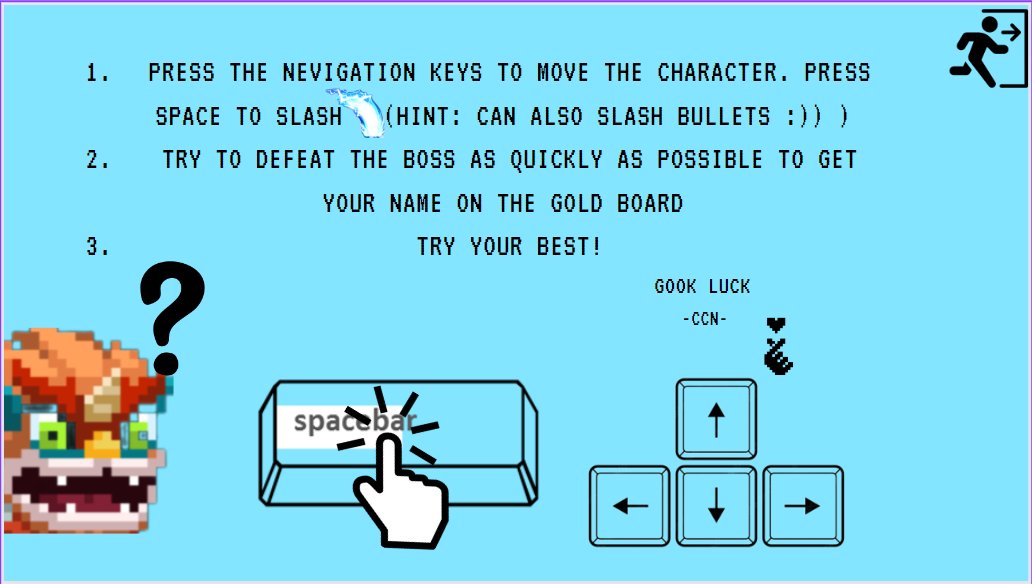 1. PRESS THE NEVIGATION KEYS TO MOVE THE CHARACTER. PRESS
SPACE TO SLASH (HINT: CAN ALSO SLASH BULLETS :)) )
2. TRY TO DEFEAT THE BOSS AS QUICKLY AS POSSIBLE TO GET
YOUR NAME ON THE GOLD BOARD
3. TRY YOUR BEST!
GOOK LUCK
-CCN-
spacebar